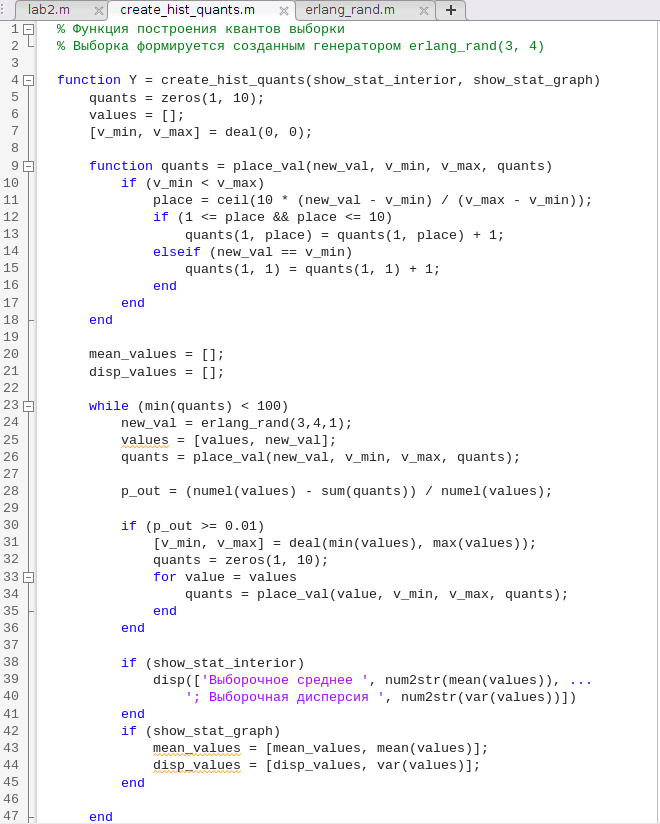 lab2.m create_hist_quants.m erlang_rand.m
1 % Функция построения квантов выборки
2 % Выборка формируется созданным генератором erlang_rand(3, 4)
3
4 function Y = create_hist_quants(show_stat_interior, show_stat_graph)
5     quants = zeros(1, 10);
6     values = [];
7     [v_min, v_max] = deal(0, 0);
8
9     function quants = place_val(new_val, v_min, v_max, quants)
10         if (v_min < v_max)
11             place = ceil(10 * (new_val - v_min) / (v_max - v_min));
12             if (1 <= place && place <= 10)
13                 quants(1, place) = quants(1, place) + 1;
14             elseif (new_val == v_min)
15                 quants(1, 1) = quants(1, 1) + 1;
16             end
17         end
18     end
19
20     mean_values = [];
21     disp_values = [];
22
23     while (min(quants) < 100)
24         new_val = erlang_rand(3,4,1);
25         values = [values, new_val];
26         quants = place_val(new_val, v_min, v_max, quants);
27
28         p_out = (numel(values) - sum(quants)) / numel(values);
29
30         if (p_out >= 0.01)
31             [v_min, v_max] = deal(min(values), max(values));
32             quants = zeros(1, 10);
33             for value = values
34                 quants = place_val(value, v_min, v_max, quants);
35             end
36         end
37
38         if (show_stat_interior)
39             disp(['Выборочное среднее ', num2str(mean(values)), ...
40                 '; Выборочная дисперсия ', num2str(var(values))])
41         end
42         if (show_stat_graph)
43             mean_values = [mean_values, mean(values)];
44             disp_values = [disp_values, var(values)];
45         end
46
47     end